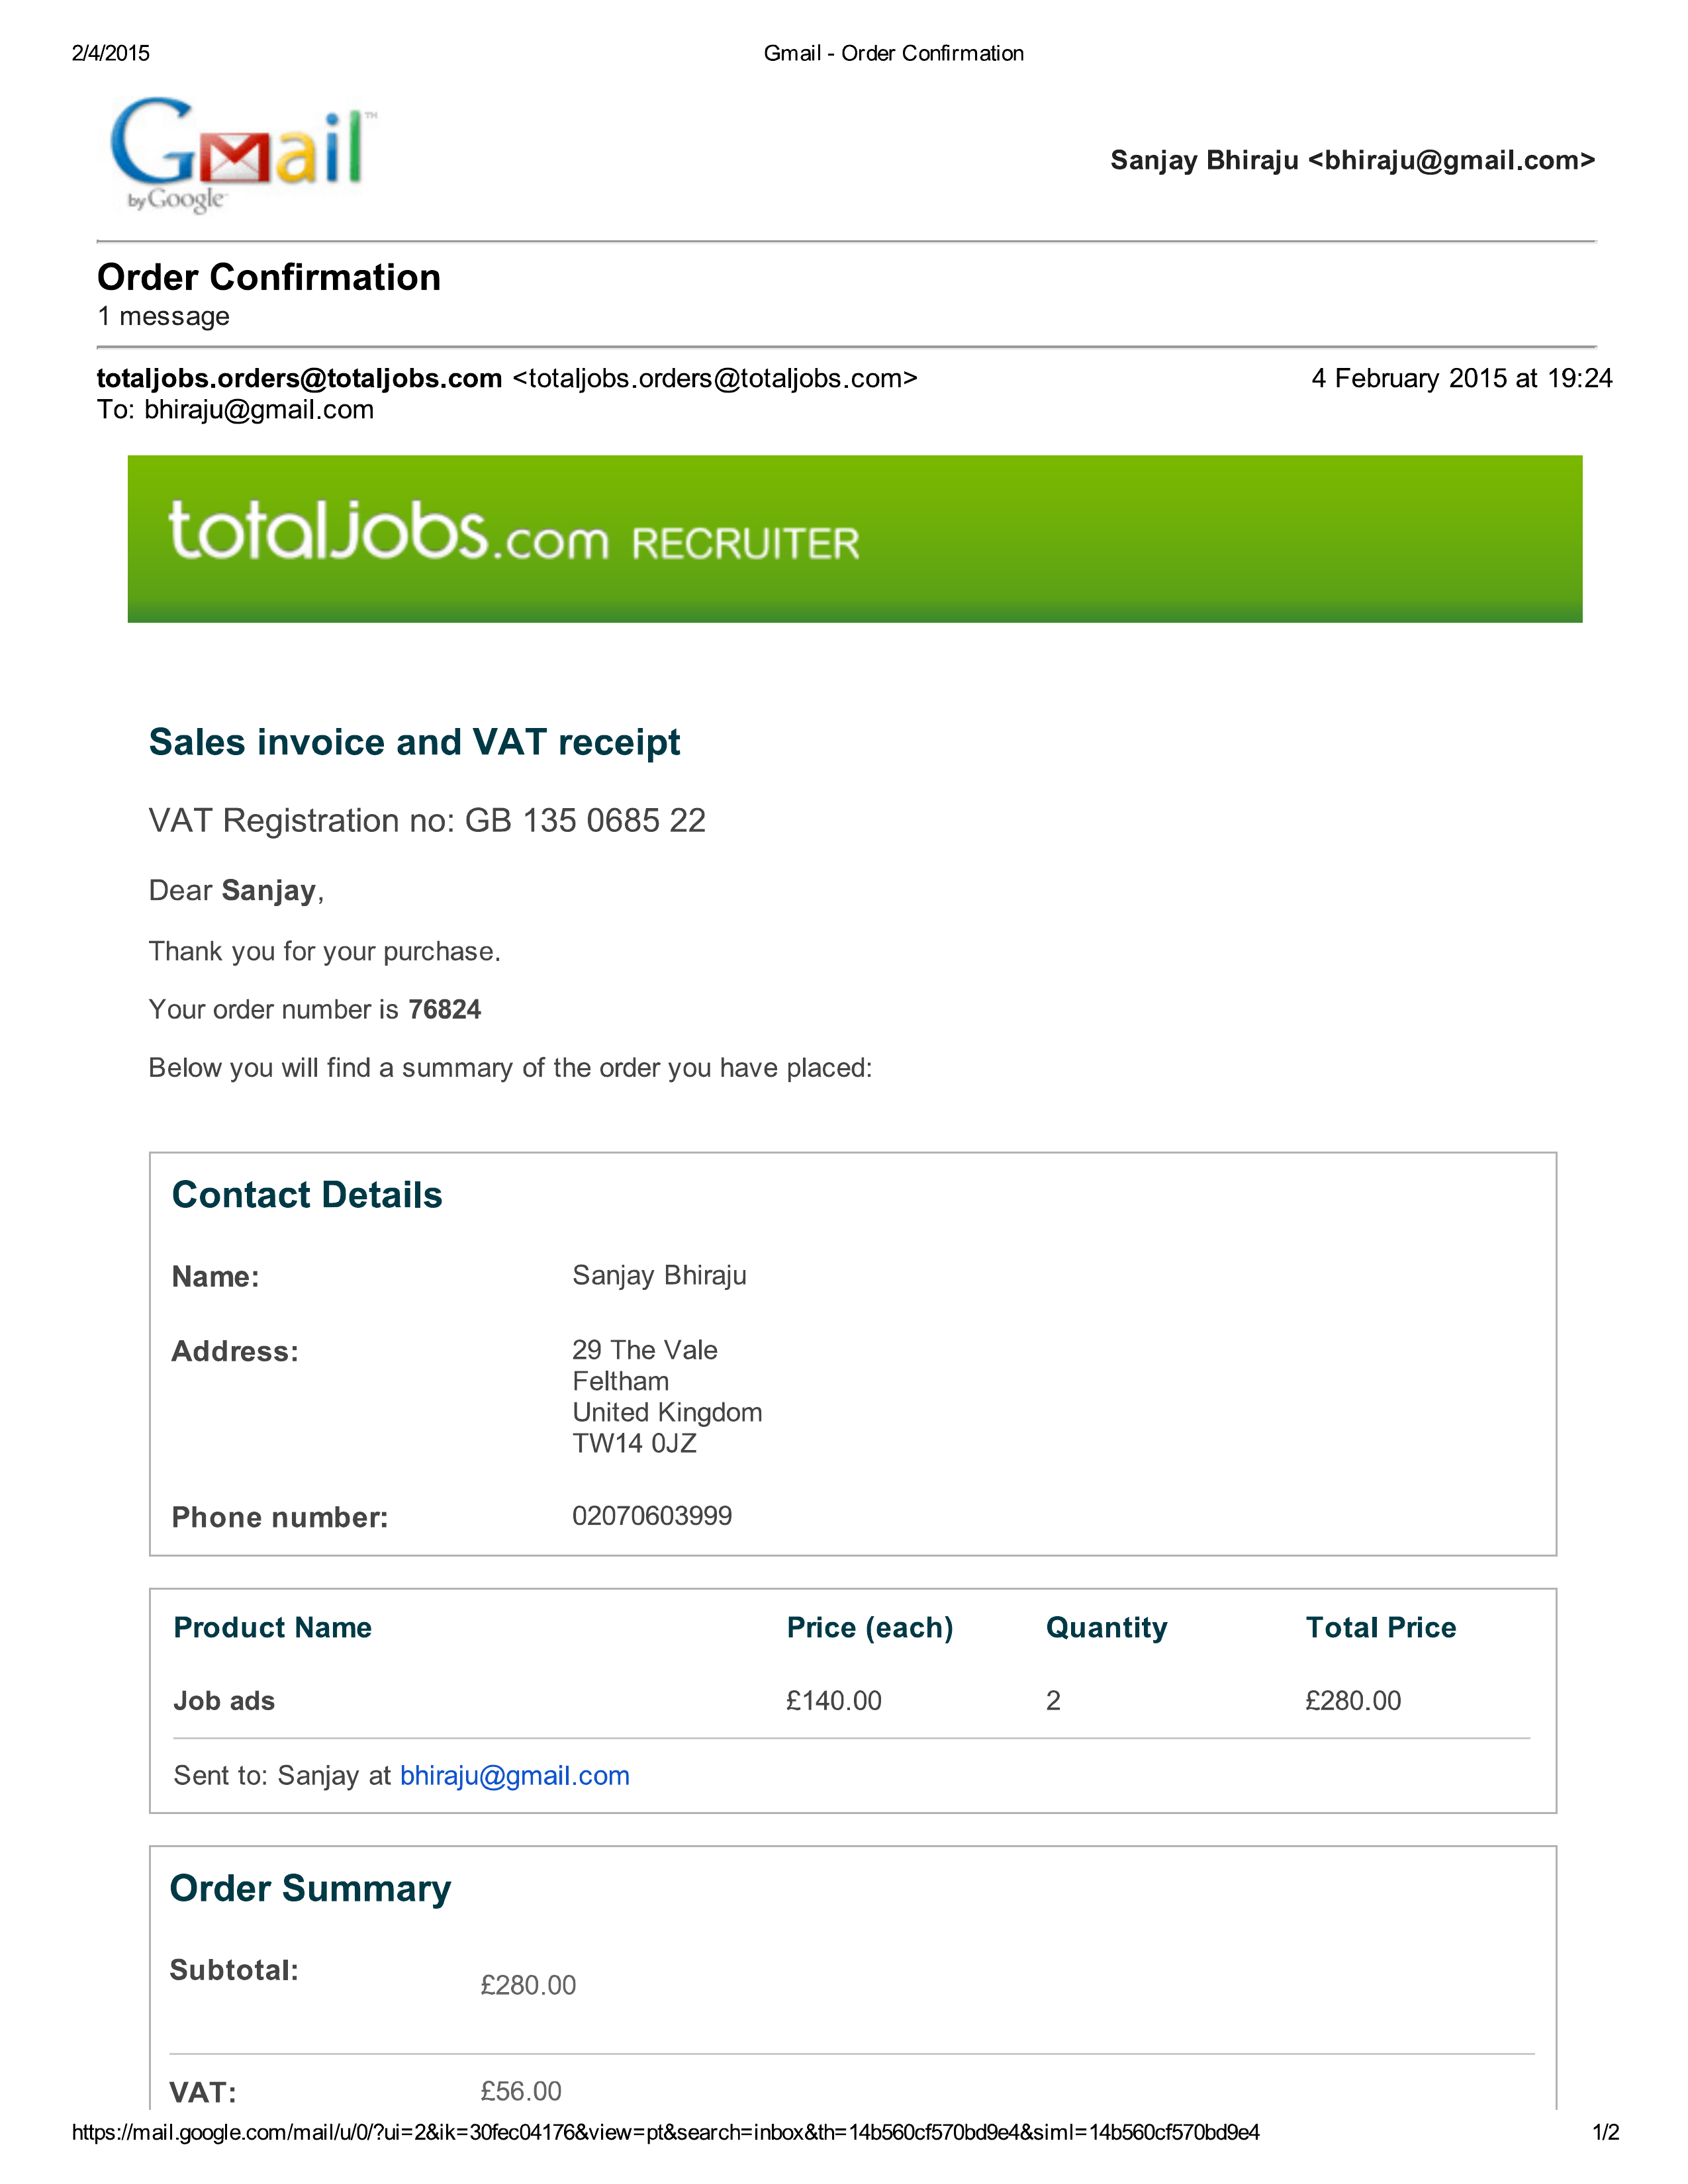 2/4/2015 Gmail - Order Confirmation
Gmail™
by Google™
Sanjay Bhiraju <bhiraju@gmail.com>
Order Confirmation
1 message
totaljobs.orders@totaljobs.com <totaljobs.orders@totaljobs.com> 4 February 2015 at 19:24
To: bhiraju@gmail.com
totaljobs.com RECRUITER
Sales invoice and VAT receipt
VAT Registration no: GB 135 0685 22
Dear Sanjay,
Thank you for your purchase.
Your order number is 76824
Below you will find a summary of the order you have placed:
Contact Details
Name: Sanjay Bhiraju
Address: 29 The Vale
Feltham
United Kingdom
TW14 0JZ
Phone number: 02070603999
Product Name Price (each) Quantity Total Price
Job ads £140.00 2 £280.00
Sent to: Sanjay at bhiraju@gmail.com
Order Summary
Subtotal: £280.00
VAT: £56.00
https://mail.google.com/mail/u/0/?ui=2&ik=30fec04176&view=pt&search=inbox&th=14b560cf570bd9e4&siml=14b560cf570bd9e4 1/2